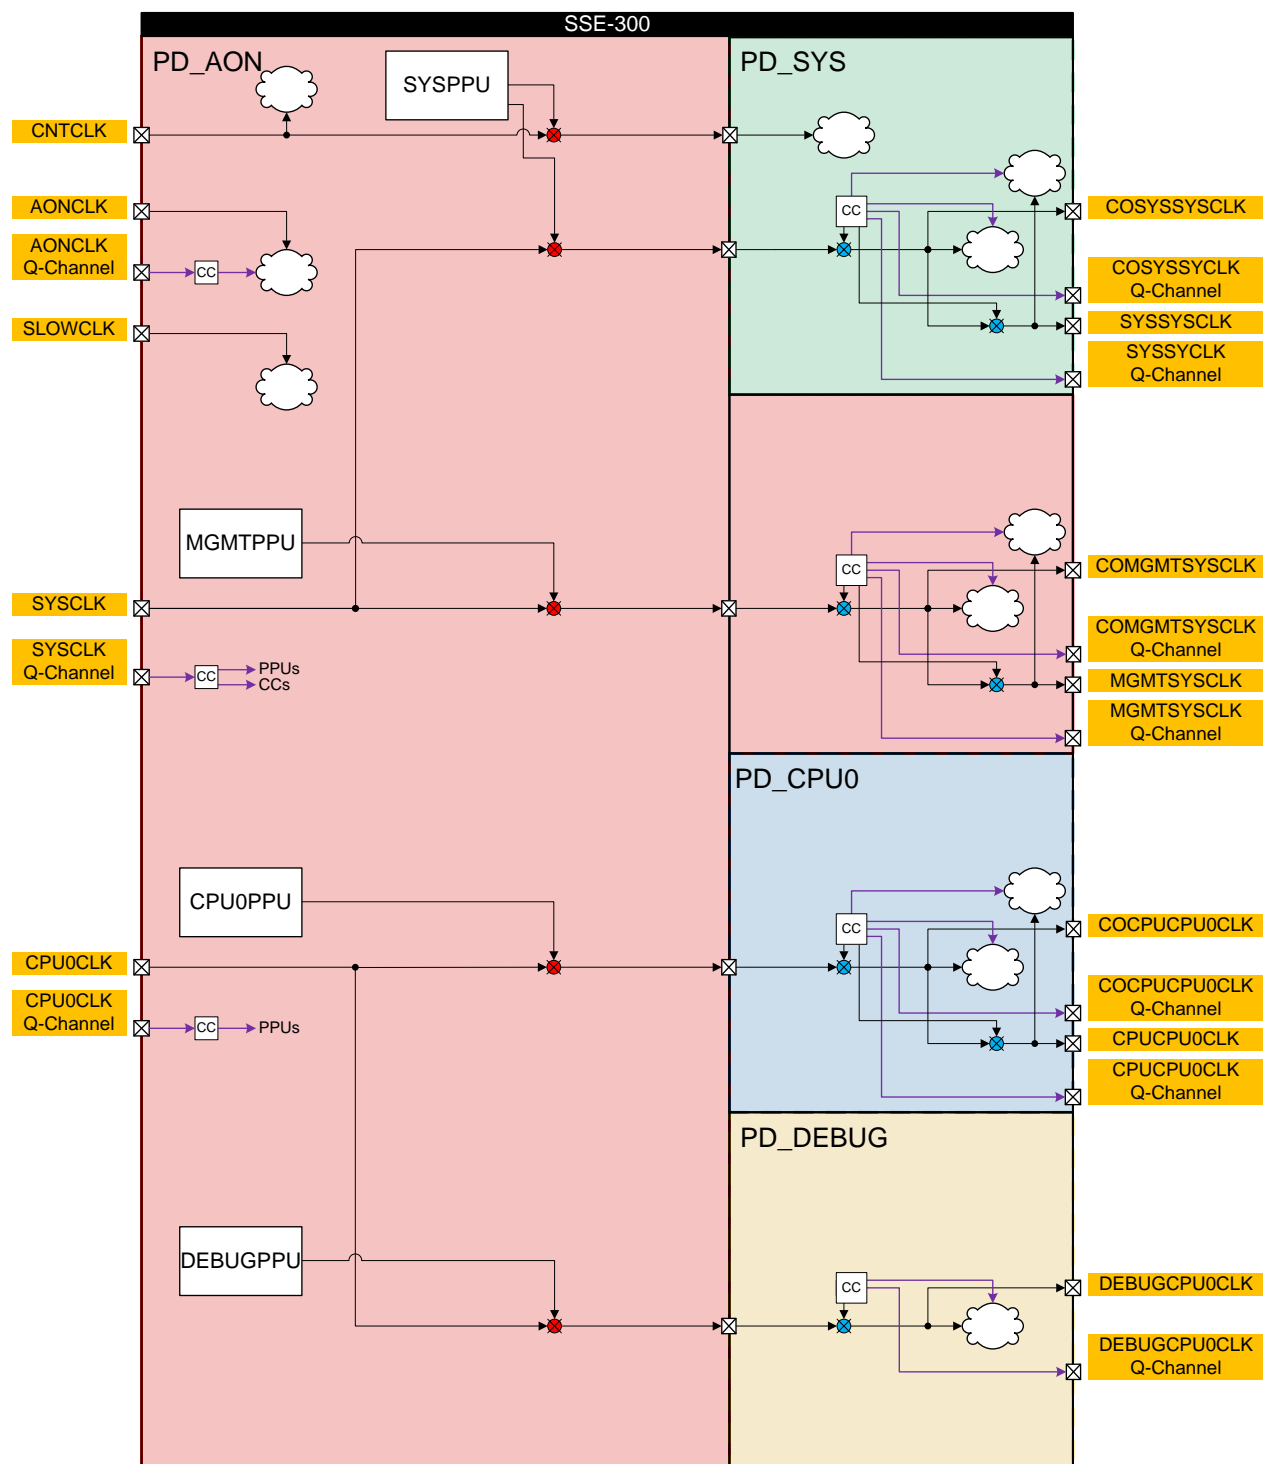 SSE-300
PD_AON
SYSPPU
PD_SYS
CNTCLK
AONCLK
AONCLK
Q-Channel
CC
SLOWCLK
CC
COSYSSYSCLK
COSYSSYCLK
Q-Channel
SYSSYSCLK
SYSSYCLK
Q-Channel
MGMTPPU
SYSCLK
SYSCLK
Q-Channel
CC
PPUs
CCs
CC
COMGMTSYSCLK
COMGMTSYSCLK
Q-Channel
MGMTSYSCLK
MGMTSYSCLK
Q-Channel
PD_CPU0
CPU0PPU
CPU0CLK
CPU0CLK
Q-Channel
CC
PPUs
CC
COCPUCPU0CLK
COCPUCPU0CLK
Q-Channel
CPUCPU0CLK
CPUCPU0CLK
Q-Channel
PD_DEBUG
DEBUGPPU
CC
DEBUGCPU0CLK
DEBUGCPU0CLK
Q-Channel